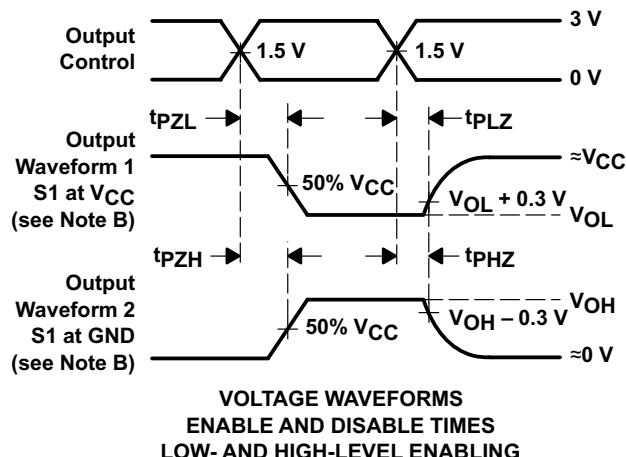 Output
Control
3 V
1.5 V
1.5 V
0 V
tPZL
tPLZ
Output
Waveform 1
S1 at VCC
(see Note B)
≈VCC
50% VCC
VOL + 0.3 V
VOL
tPZH
tPHZ
Output
Waveform 2
S1 at GND
(see Note B)
VOH
VOH – 0.3 V
50% VCC
≈0 V
VOLTAGE WAVEFORMS
ENABLE AND DISABLE TIMES
LOW- AND HIGH-LEVEL ENABLING